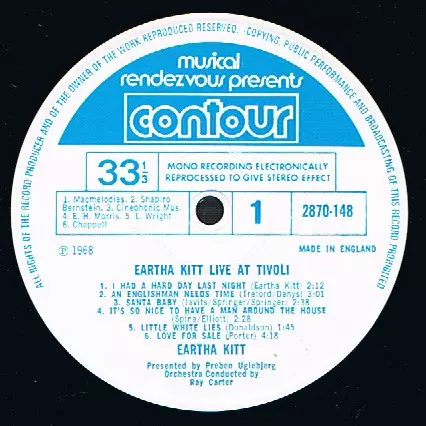 ALL RIGHTS OF THE RECORD PRODUCER AND OF THE OWNER OF THE WORK REPRODUCED RESERVED. COPYING, PUBLIC PERFORMANCE AND BROADCASTING OF THIS RECORD PROHIBITED
musical
rendezvous presents
contour
33 1/3
MONO RECORDING ELECTRONICALLY
REPROCESSED TO GIVE STEREO EFFECT
1. Macmelodies. 2. Shapiro
Bernstein. 3. Cinephonic Mus.
4. E. H. Morris. 5. L. Wright
6. Chappell
1
2870-148
Ⓟ 1968
MADE IN ENGLAND
EARTHA KITT LIVE AT TIVOLI
1. I HAD A HARD DAY LAST NIGHT (Eartha Kitt) 2:12
2. AN ENGLISHMAN NEEDS TIME (Treford/Denys) 3:01
3. SANTA BABY (Javits/Springer/Springer) 2:18
4. IT'S SO NICE TO HAVE A MAN AROUND THE HOUSE
(Spina/Elliott) 2:28
5. LITTLE WHITE LIES (Donaldson) 1:45
6. LOVE FOR SALE (Porter) 4:18
EARTHA KITT
Presented by Preben Uglebjerg
Orchestra Conducted by
Ray Carter